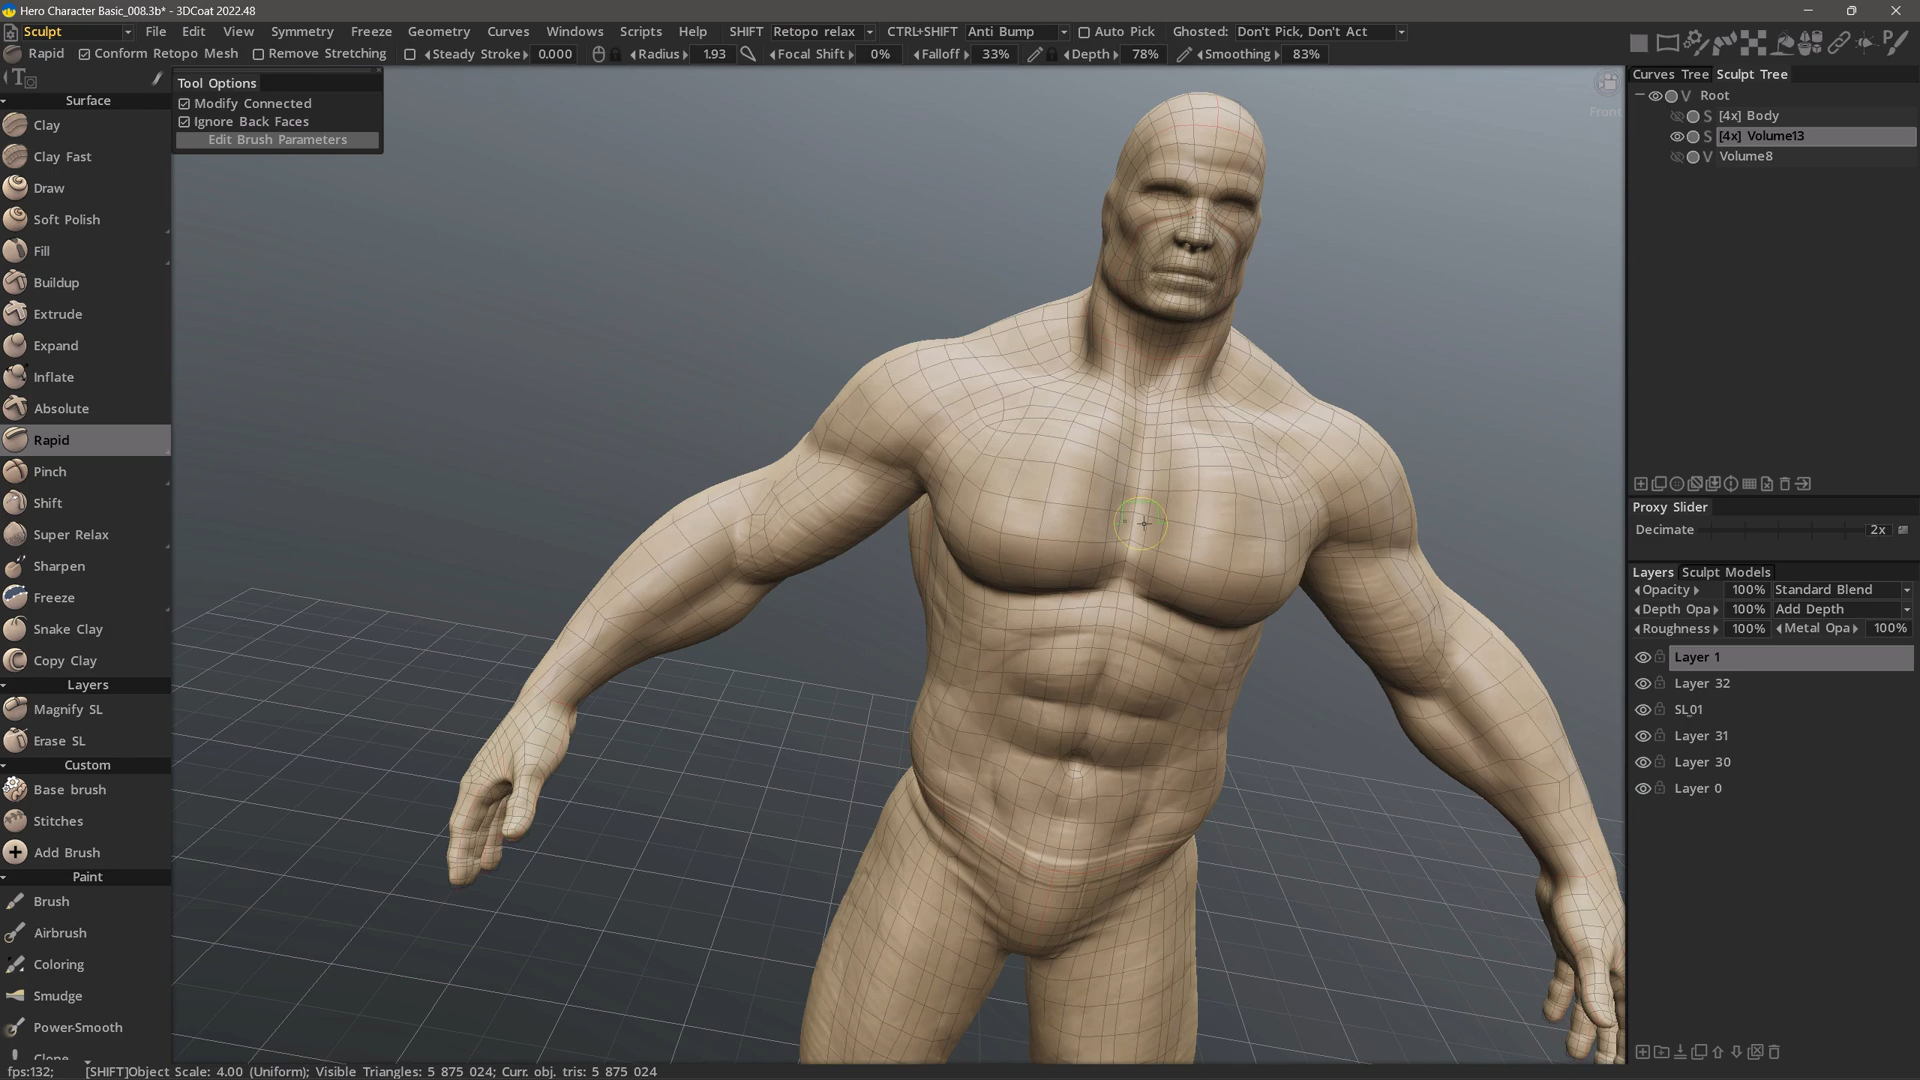 Hero Character Basic_008.3b* - 3DCoat 2022.48
Sculpt File Edit View Symmetry Freeze Geometry Curves Windows Scripts Help SHIFT Retopo relax CTRL+SHIFT Anti Bump Auto Pick Ghosted: Don't Pick, Don't Act
Rapid Conform Retopo Mesh Remove Stretching Steady Stroke 0.000 Radius 1.93 Focal Shift 0% Falloff 33% Depth 78% Smoothing 83%
Tool Options
Modify Connected
Ignore Back Faces
Edit Brush Parameters
Surface
Clay
Clay Fast
Draw
Soft Polish
Fill
Buildup
Extrude
Expand
Inflate
Absolute
Rapid
Pinch
Shift
Super Relax
Sharpen
Freeze
Snake Clay
Copy Clay
Layers
Magnify SL
Erase SL
Custom
Base brush
Stitches
Add Brush
Paint
Brush
Airbrush
Coloring
Smudge
Power-Smooth
Clone
Front
Curves Tree Sculpt Tree
V Root
S [4x] Body
S [4x] Volume13
V Volume8
Proxy Slider
Decimate 2x
Layers Sculpt Models
Opacity 100% Standard Blend
Depth Opa 100% Add Depth
Roughness 100% Metal Opa 100%
Layer 1
Layer 32
SL_01
Layer 31
Layer 30
Layer 0
fps:132; [SHIFT]Object Scale: 4.00 (Uniform); Visible Triangles: 5 875 024; Curr. obj. tris: 5 875 024